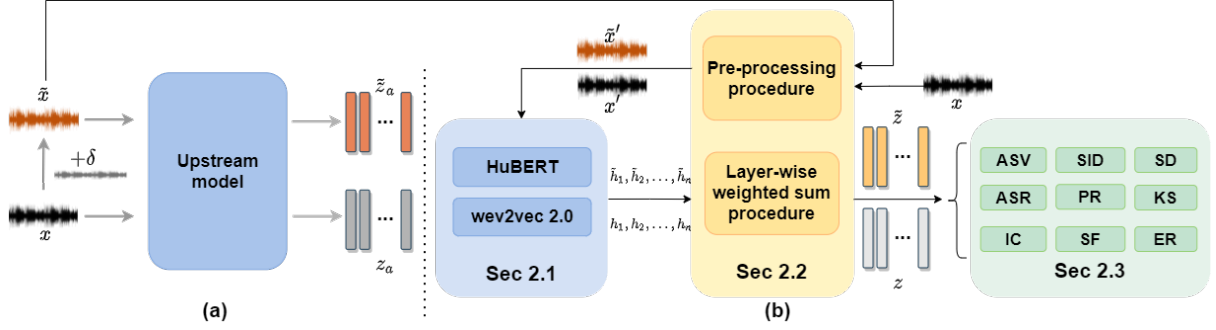 x̃
+δ
x
Upstream
model
z̃ₐ
...
...
zₐ
(a)
x̃′
x′
HuBERT
wev2vec 2.0
Sec 2.1
h̃₁, h̃₂, ..., h̃ₙ
h₁, h₂, ..., hₙ
Pre-processing
procedure
Layer-wise
weighted sum
procedure
Sec 2.2
x
z̃
...
...
z
(b)
ASV SID SD
ASR PR KS
IC SF ER
Sec 2.3